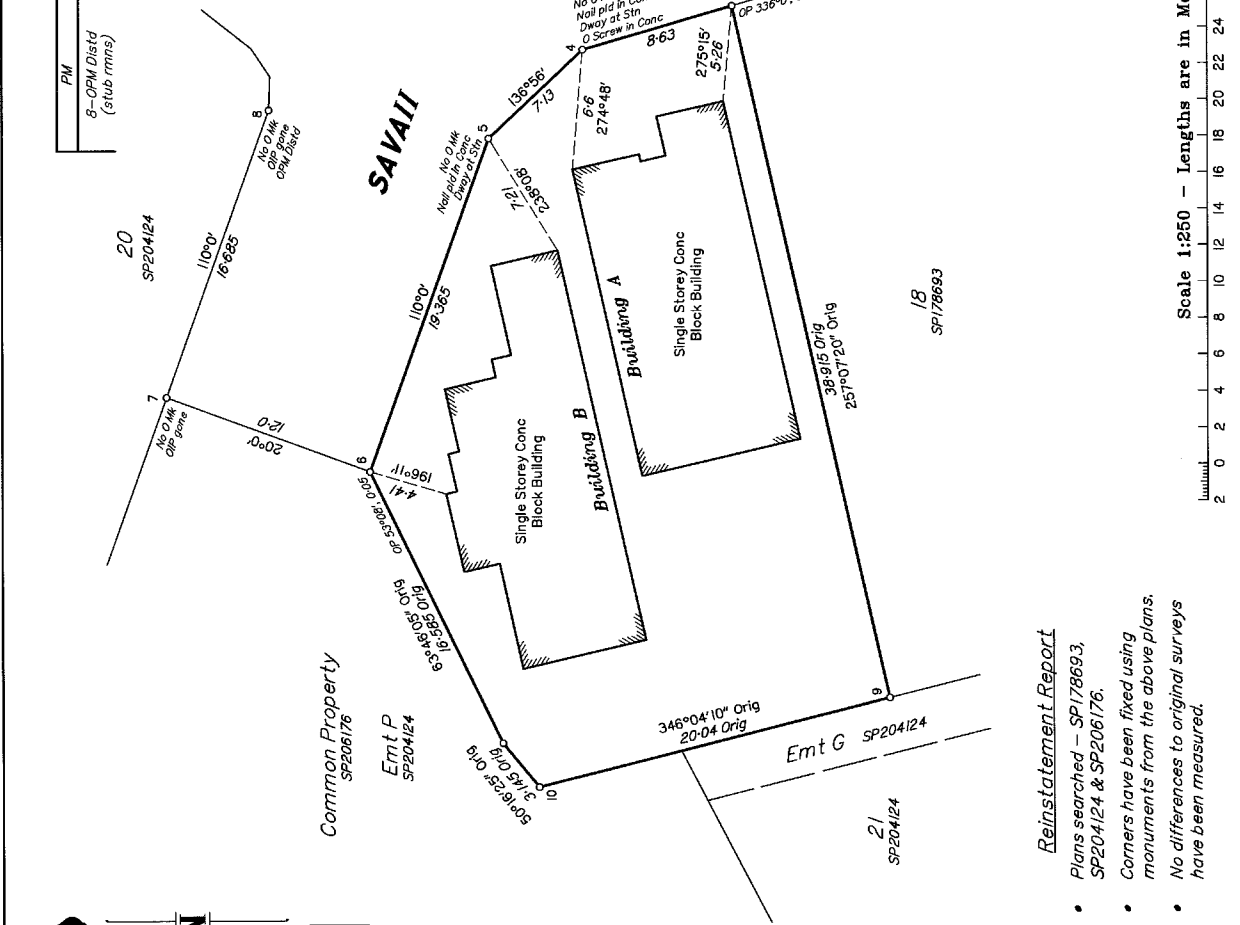 PM
8-OPM Distd
(stub rmns)
20
SP204124
110°0'
16·685
8
No O Mk
OIP gone
OPM Distd
SAVAII
7
No O Mk
OIP gone
20°0'
12·0
Nail pld in Conc
Dway at Stn
O Screw in Conc
4
8·63
136°56'
7·13
5
No O Mk
Nail pld in Conc
Dway at Stn
7·21
238°08'
6·6
274°48'
275°15'
5·26
110°0'
19·365
6
OP 53°08', 0·05
4·41
196°11'
Common Property
SP206176
Emt P
SP204124
63°46'05" Orig
16·585 Orig
50°16'25" Orig
3·145 Orig
10
346°04'10" Orig
20·04 Orig
9
Emt G SP204124
21
SP204124
Single Storey Conc
Block Building
Building B
Building A
Single Storey Conc
Block Building
38·915 Orig
257°07'20" Orig
18
SP178693
Reinstatement Report
• Plans searched – SP178693,
SP204124 & SP206176.
• Corners have been fixed using
monuments from the above plans.
• No differences to original surveys
have been measured.
Scale 1:250 – Lengths are in
2 0 2 4 6 8 10 12 14 16 18 20 22 24
N